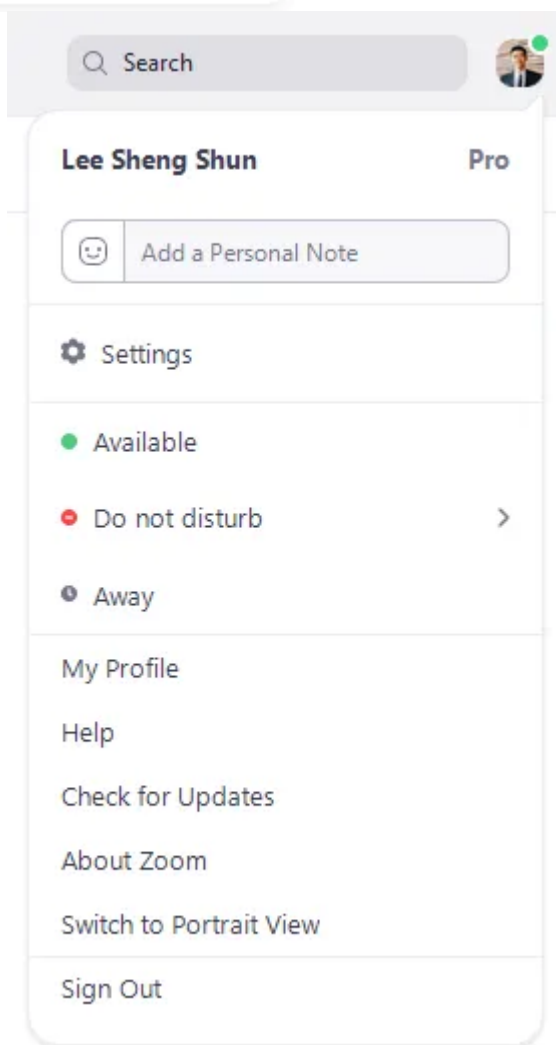 Search
Lee Sheng Shun Pro
Add a Personal Note
Settings
Available
Do not disturb
Away
My Profile
Help
Check for Updates
About Zoom
Switch to Portrait View
Sign Out